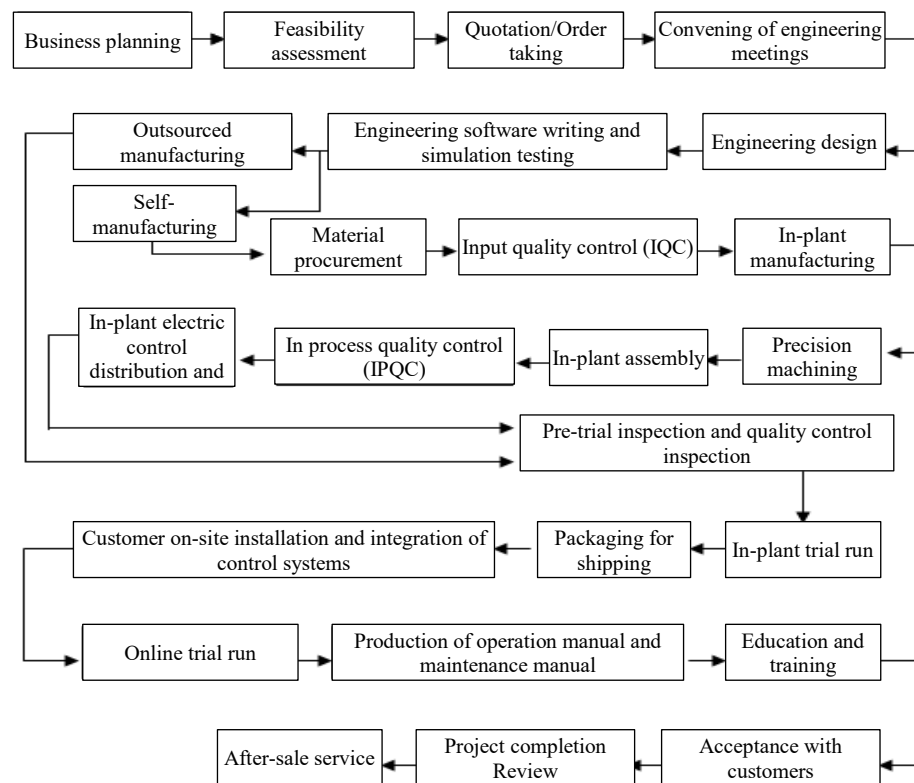 Business planning
Feasibility
assessment
Quotation/Order
taking
Convening of engineering
meetings
Outsourced
manufacturing
Engineering software writing and
simulation testing
Engineering design
Self-
manufacturing
Material
procurement
Input quality control (IQC)
In-plant
manufacturing
In-plant electric
control
distribution and
In process quality control
(IPQC)
In-plant assembly
Precision
machining
Pre-trial inspection and quality control
inspection
Customer on-site installation and integration of
control systems
Packaging for
shipping
In-plant trial run
Online trial run
Production of operation manual and
maintenance manual
Education and
training
After-sale service
Project completion
Review
Acceptance with
customers